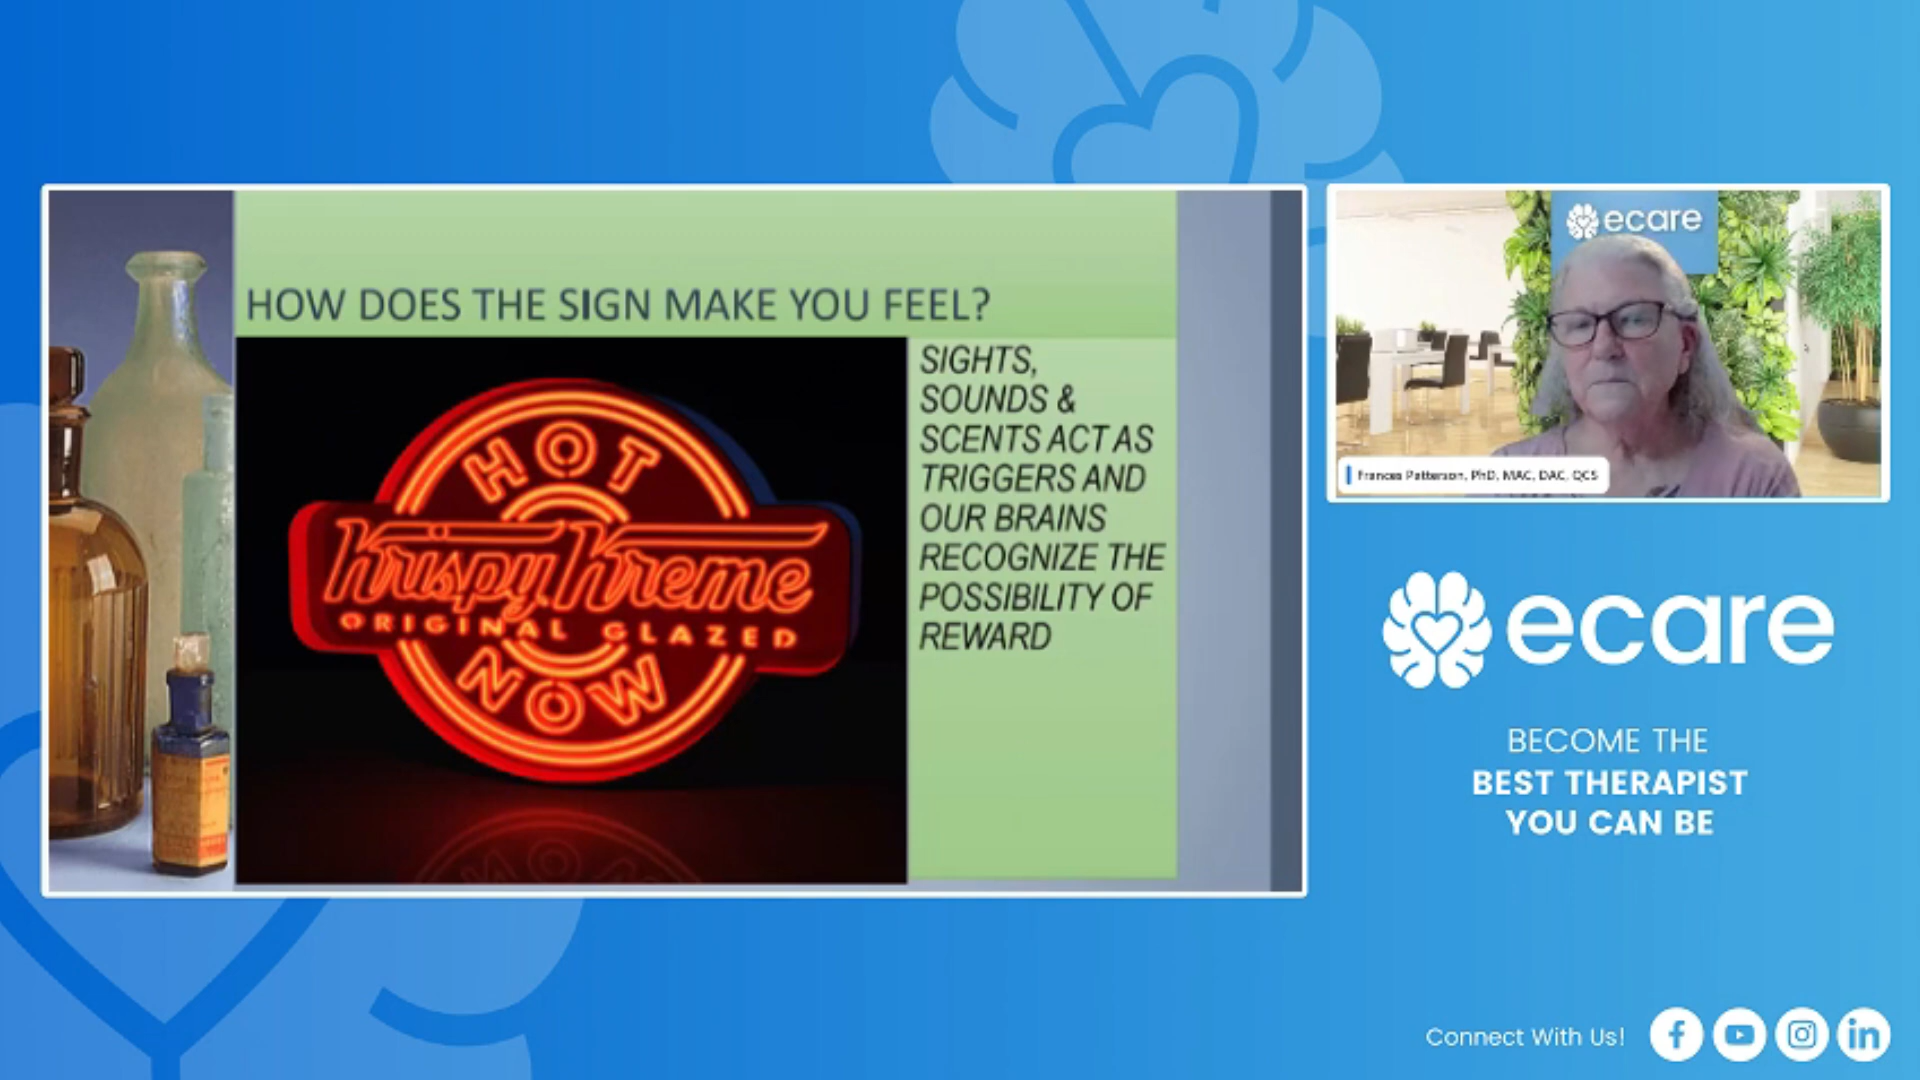 HOW DOES THE SIGN MAKE YOU FEEL?
HOT
Krispy Kreme
ORIGINAL GLAZED
NOW
SIGHTS,
SOUNDS &
SCENTS ACT AS
TRIGGERS AND
OUR BRAINS
RECOGNIZE THE
POSSIBILITY OF
REWARD
ecare
Frances Patterson, PhD, MAC, DAC, QCS
ecare
BECOME THE
BEST THERAPIST
YOU CAN BE
Connect With Us!